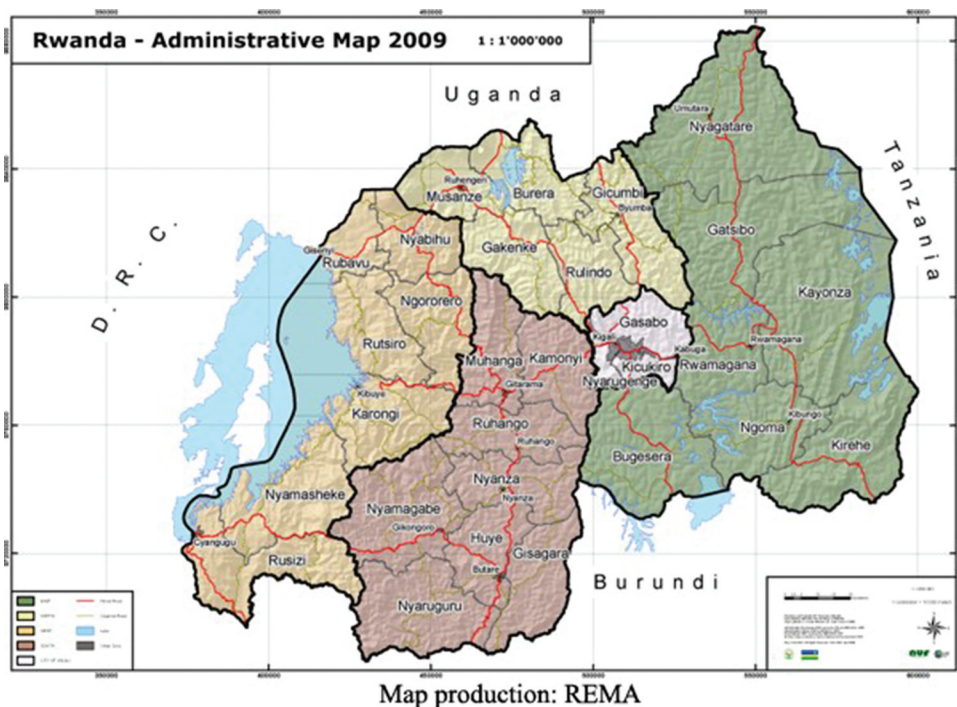 Rwanda - Administrative Map 2009 1 : 1'000'000
Uganda
Tanzania
D. R. C.
Burundi
Umutara
Nyagatare
Ruhengeri
Musanze
Burera
Gicumbi
Byumba
Gatsibo
Nyabihu
Gakenke
Gisenyi
Rubavu
Rulindo
Kayonza
Ngororero
Gasabo
Rutsiro
Kigali
Rwamagana
Kabuga
Muhanga
Kamonyi
Kicukiro
Rwamagana
Nyarugenge
Gitarama
Kibuye
Karongi
Ruhango
Kibungo
Ngoma
Ruhango
Kirehe
Bugesera
Nyanza
Nyamasheke
Nyanza
Nyamagabe
Gikongoro
Huye
Cyangugu
Gisagara
Rusizi
Butare
Nyaruguru
Map production: REMA